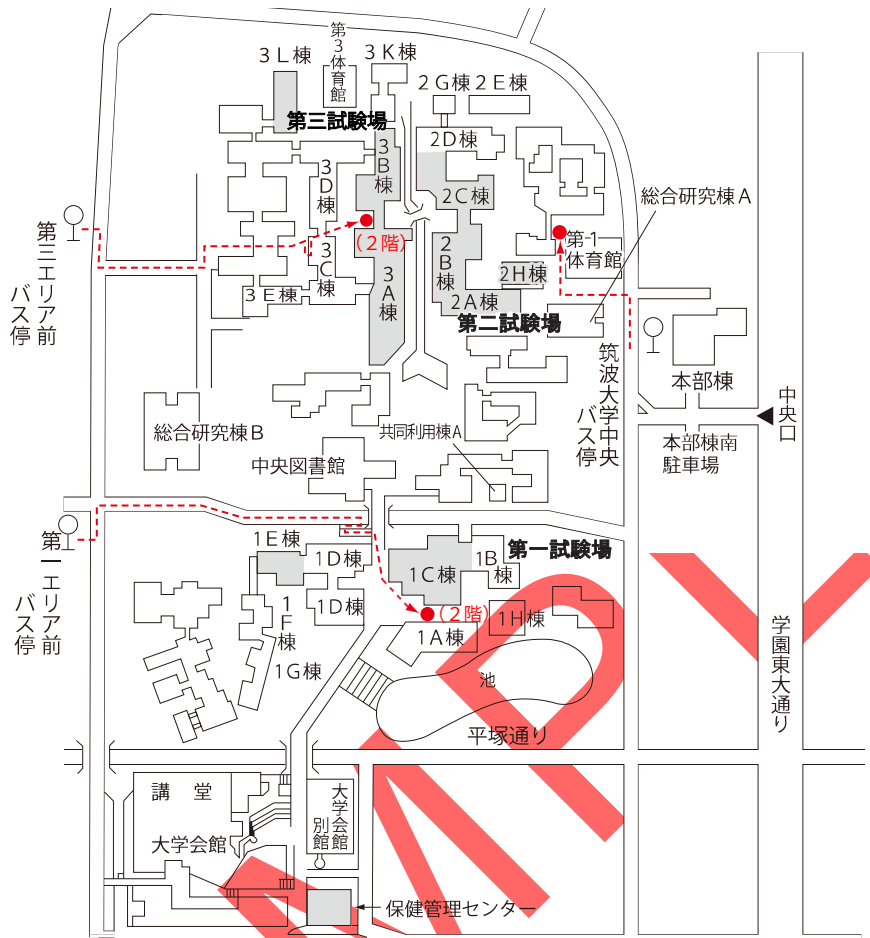 第3体育館
3L棟
3K棟
2G棟
2E棟
第三試験場
2D棟
3B棟
3D棟
2C棟
総合研究棟A
第三エリア前
バス停
(2階)
3C棟
2B棟
第1
体育館
2H棟
3E棟
3A棟
2A棟
第二試験場
筑波大学中央
バス停
本部棟
中央口
総合研究棟B
共同利用棟A
本部棟南
駐車場
中央図書館
第一エリア前
バス停
1E棟
1D棟
1C棟
1B棟
第一試験場
1F棟
1D棟
(2階)
1H棟
1A棟
1G棟
池
学園東大通り
平塚通り
講堂
大学会館
別館
大学会館
保健管理センター